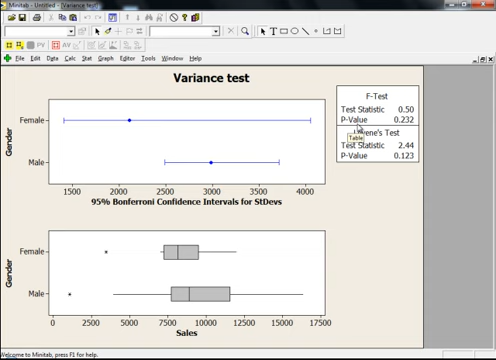 Minitab - Untitled - [Variance test]
File Edit Data Calc Stat Graph Editor Tools Window Help
Variance test
Gender
Female
Male
1500 2000 2500 3000 3500 4000
95% Bonferroni Confidence Intervals for StDevs
F-Test
Test Statistic 0.50
P-Value 0.232
Levene's Test
Table
Test Statistic 2.44
P-Value 0.123
Gender
Female
Male
0 2500 5000 7500 10000 12500 15000 17500
Sales
Welcome to Minitab, press F1 for help.